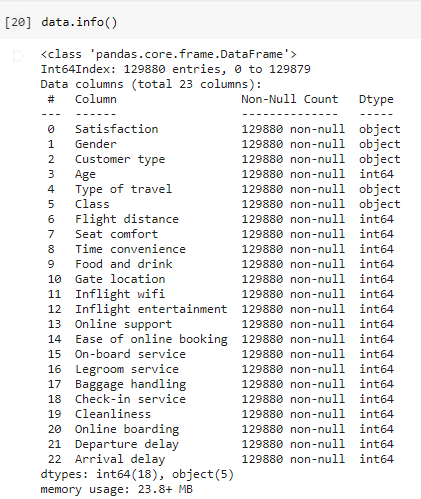 [20] data.info()
<class 'pandas.core.frame.DataFrame'>
Int64Index: 129880 entries, 0 to 129879
Data columns (total 23 columns):
 #   Column                  Non-Null Count   Dtype
---  ------                  --------------   -----
 0   Satisfaction            129880 non-null  object
 1   Gender                  129880 non-null  object
 2   Customer type           129880 non-null  object
 3   Age                     129880 non-null  int64
 4   Type of travel          129880 non-null  object
 5   Class                   129880 non-null  object
 6   Flight distance         129880 non-null  int64
 7   Seat comfort            129880 non-null  int64
 8   Time convenience        129880 non-null  int64
 9   Food and drink          129880 non-null  int64
 10  Gate location           129880 non-null  int64
 11  Inflight wifi           129880 non-null  int64
 12  Inflight entertainment  129880 non-null  int64
 13  Online support          129880 non-null  int64
 14  Ease of online booking  129880 non-null  int64
 15  On-board service        129880 non-null  int64
 16  Legroom service         129880 non-null  int64
 17  Baggage handling        129880 non-null  int64
 18  Check-in service        129880 non-null  int64
 19  Cleanliness             129880 non-null  int64
 20  Online boarding         129880 non-null  int64
 21  Departure delay         129880 non-null  int64
 22  Arrival delay           129880 non-null  int64
dtypes: int64(18), object(5)
memory usage: 23.8+ MB